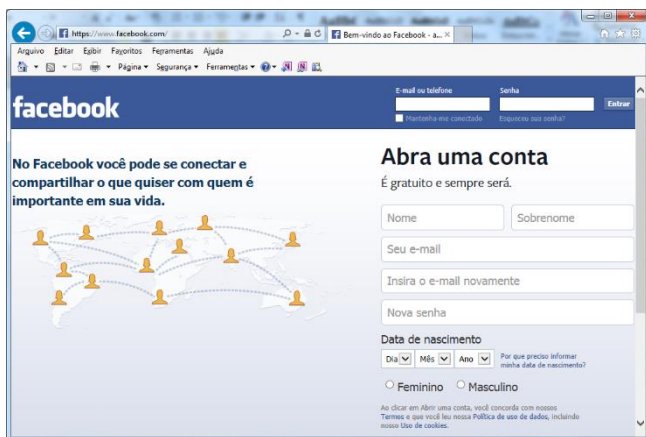 https://www.facebook.com/
Bem-vindo ao Facebook - a...
Arquivo Editar Exibir Favoritos Ferramentas Ajuda
Página Segurança Ferramentas
facebook
E-mail ou telefone Senha
Entrar
Mantenha-me conectado Esqueceu sua senha?
No Facebook você pode se conectar e
compartilhar o que quiser com quem é
importante em sua vida.
Abra uma conta
É gratuito e sempre será.
Nome Sobrenome
Seu e-mail
Insira o e-mail novamente
Nova senha
Data de nascimento
Dia Mês Ano
Por que preciso informar
minha data de nascimento?
Feminino Masculino
Ao clicar em Abrir uma conta, você concorda com nossos
Termos e que você leu nossa Política de uso de dados, incluindo
nosso Uso de cookies.